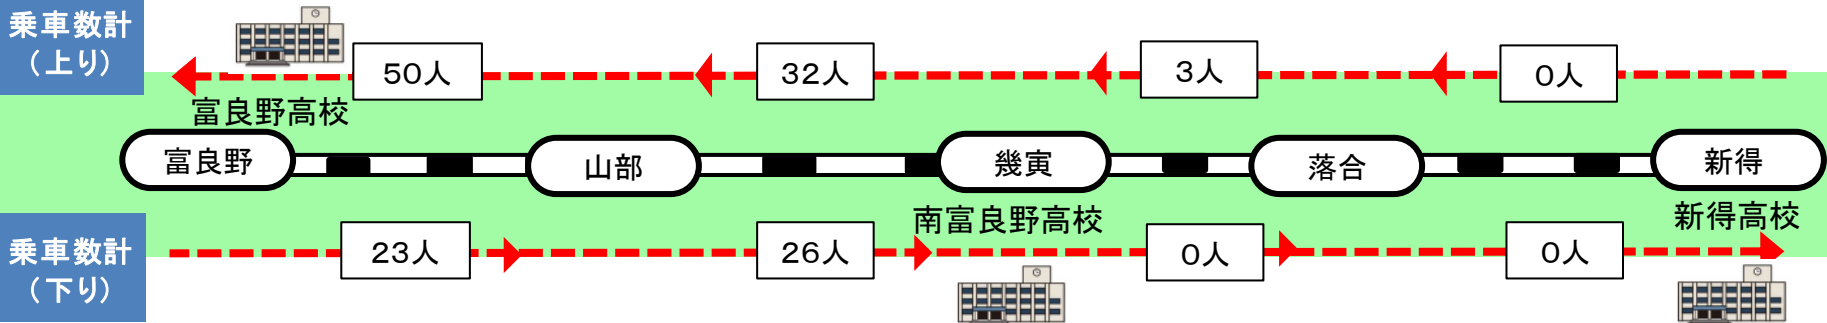 乗車数計
（上り）
50人
32人
3人
0人
富良野高校
富良野
山部
幾寅
落合
新得
南富良野高校
新得高校
乗車数計
（下り）
23人
26人
0人
0人